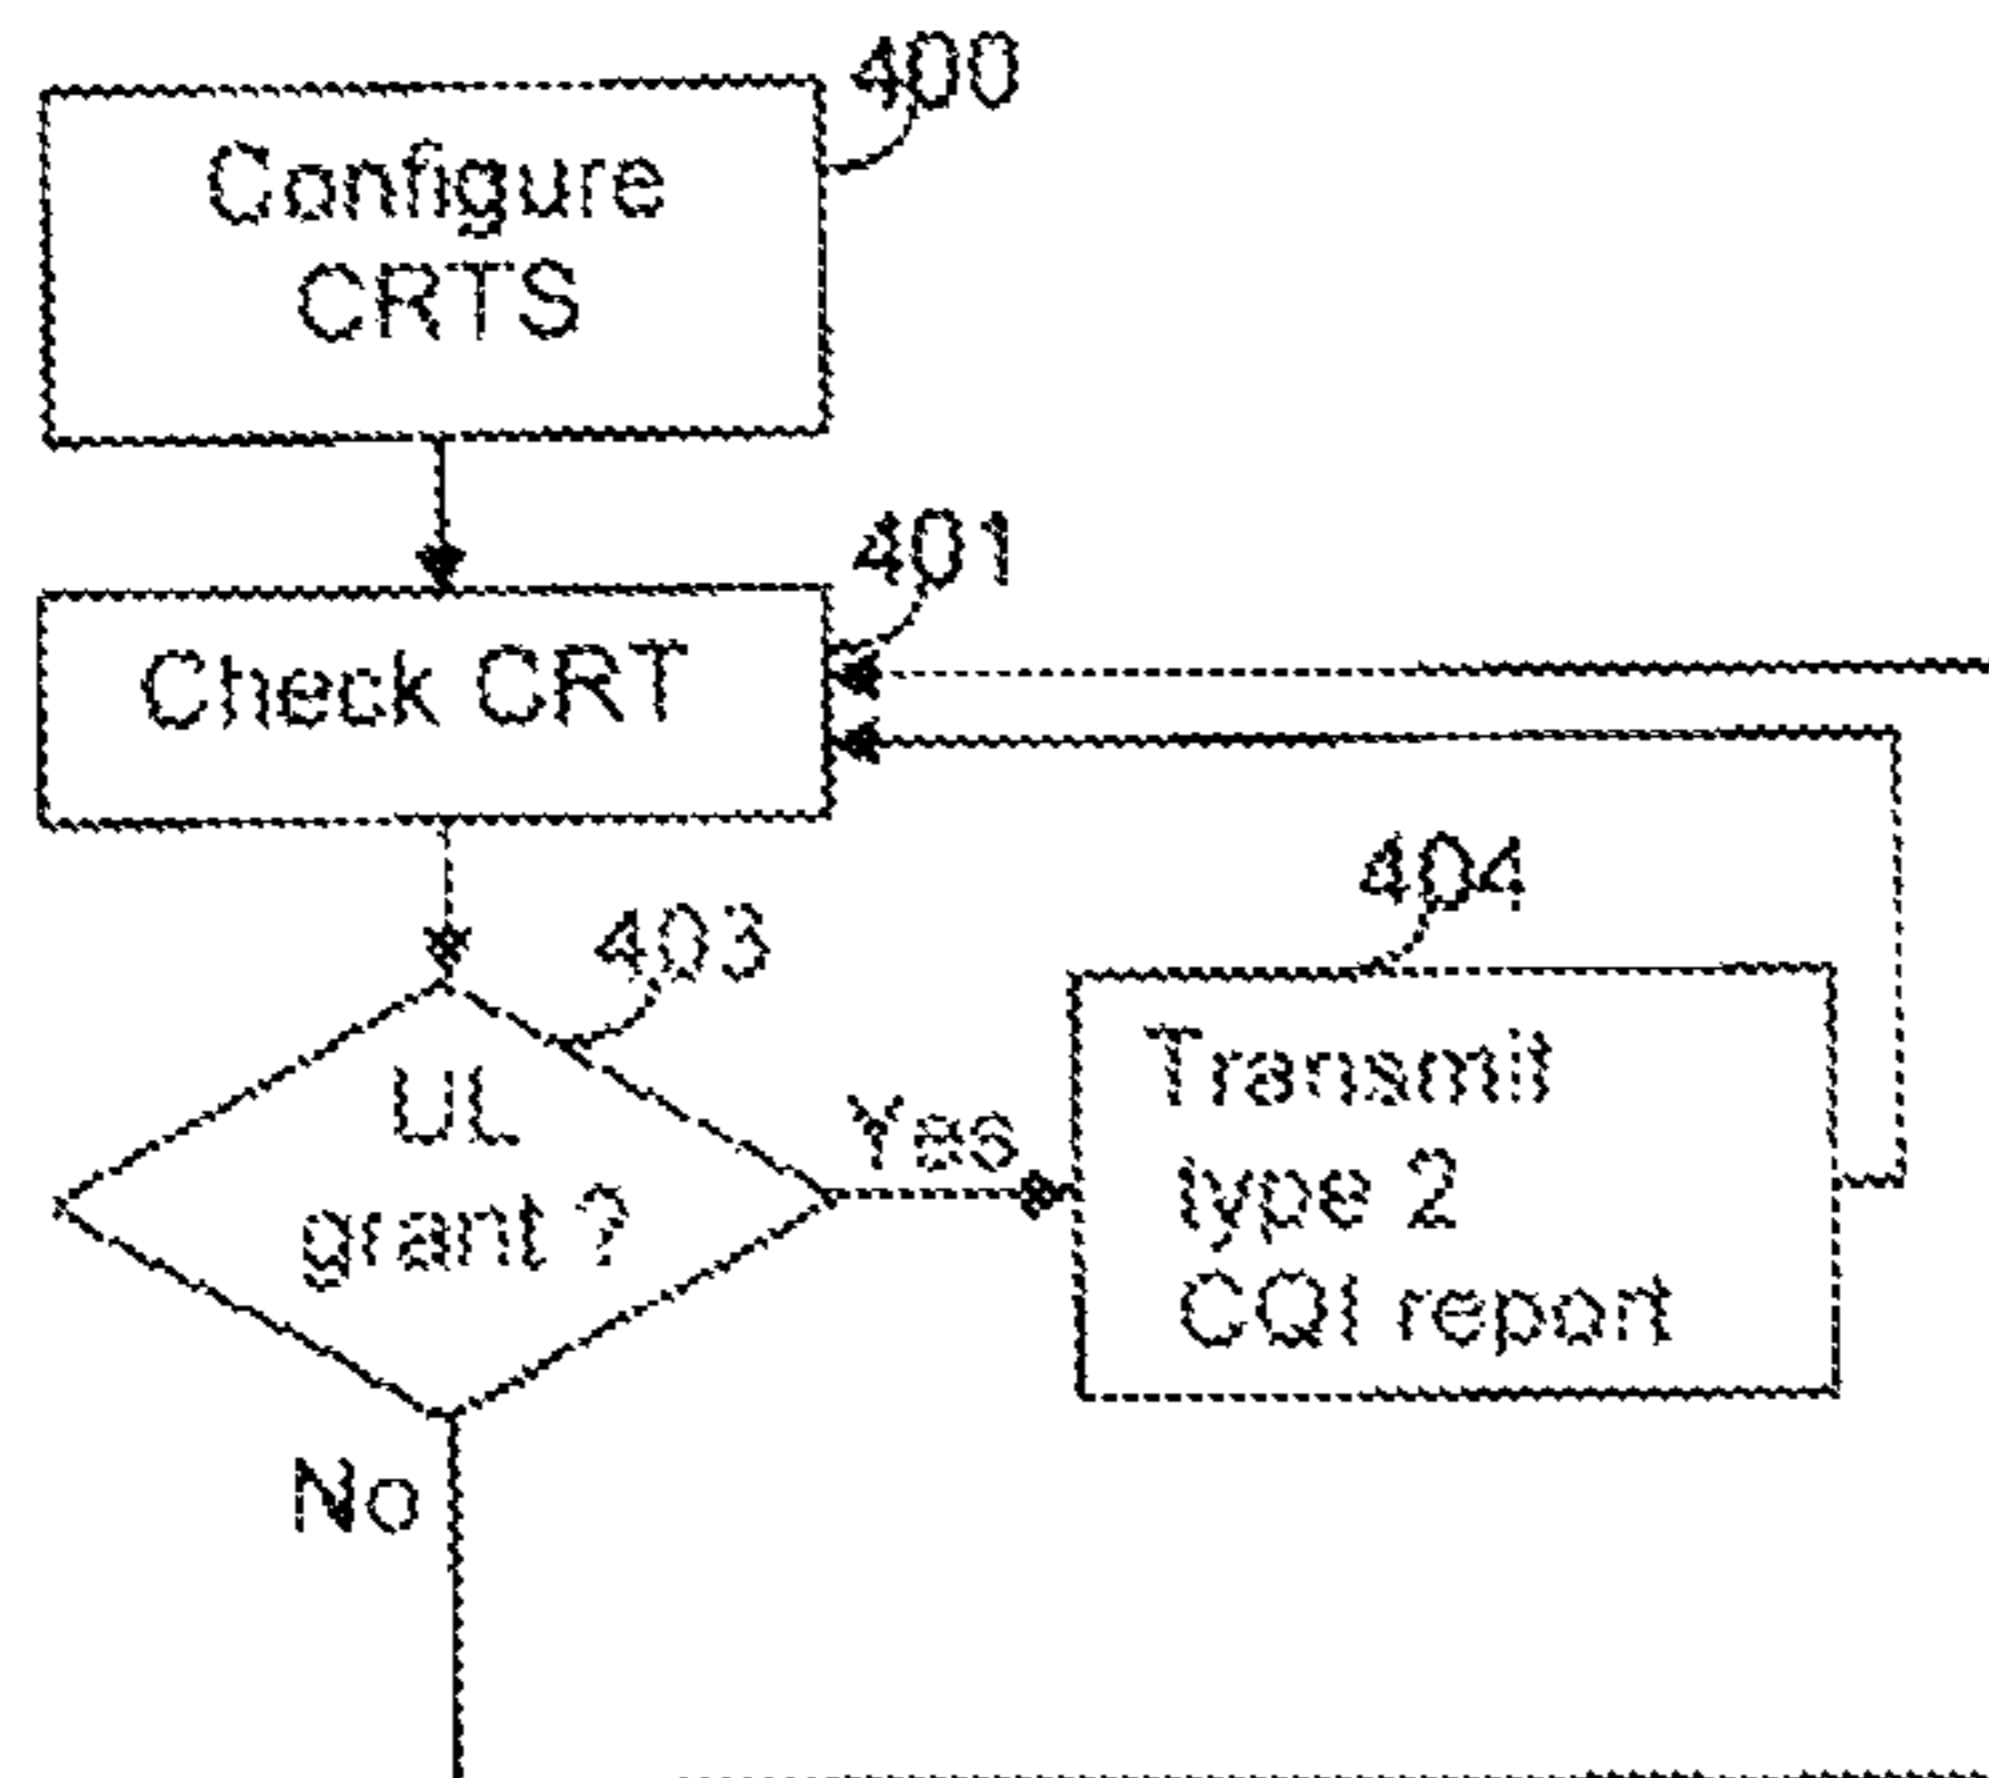 400
Configure
CRTS
401
Check CRT
404
403
UL
grant ?
Yes
Transmit
type 2
CQI report
No